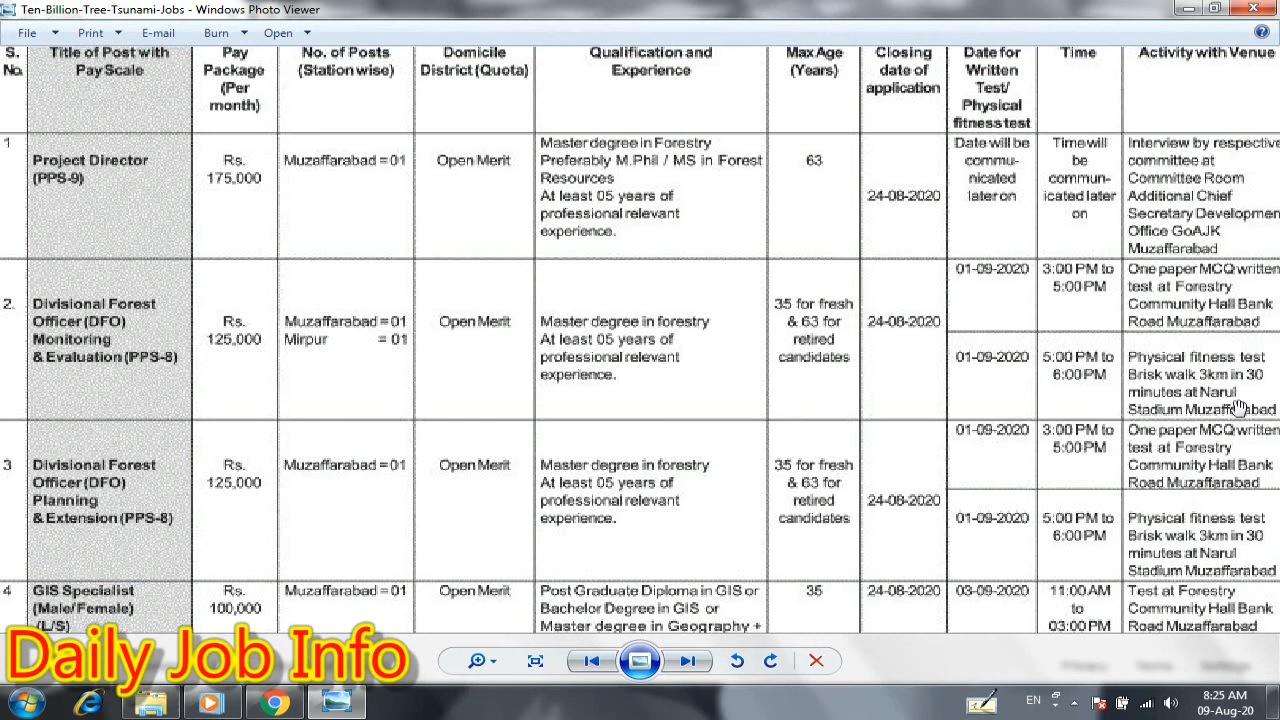 Ten-Billion-Tree-Tsunami-Jobs - Windows Photo Viewer
File Print E-mail Burn Open
S. No. Title of Post with Pay Scale Pay Package (Per month) No. of Posts (Station wise) Domicile District (Quota) Qualification and Experience Max Age (Years) Closing date of application Date for Written Test/ Physical fitness test Time Activity with Venue
1 Project Director (PPS-9) Rs. 175,000 Muzaffarabad = 01 Open Merit Master degree in Forestry Preferably M.Phil / MS in Forest Resources At least 05 years of professional relevant experience. 63 24-08-2020 Date will be commu-nicated later on Time will be commun-icated later on Interview by respective committee at Committee Room Additional Chief Secretary Developmen Office GoAJK Muzaffarabad
2. Divisional Forest Officer (DFO) Monitoring & Evaluation (PPS-8) Rs. 125,000 Muzaffarabad = 01 Mirpur = 01 Open Merit Master degree in forestry At least 05 years of professional relevant experience. 35 for fresh & 63 for retired candidates 24-08-2020 01-09-2020 3:00 PM to 5:00 PM One paper MCQ written test at Forestry Community Hall Bank Road Muzaffarabad
01-09-2020 5:00 PM to 6:00 PM Physical fitness test Brisk walk 3km in 30 minutes at Narul Stadium Muzaffarabad
3 Divisional Forest Officer (DFO) Planning & Extension (PPS-8) Rs. 125,000 Muzaffarabad = 01 Open Merit Master degree in forestry At least 05 years of professional relevant experience. 35 for fresh & 63 for retired candidates 24-08-2020 01-09-2020 3:00 PM to 5:00 PM One paper MCQ written test at Forestry Community Hall Bank Road Muzaffarabad
01-09-2020 5:00 PM to 6:00 PM Physical fitness test Brisk walk 3km in 30 minutes at Narul Stadium Muzaffarabad
4 GIS Specialist (Male/Female) (L/S) Rs. 100,000 Muzaffarabad = 01 Open Merit Post Graduate Diploma in GIS or Bachelor Degree in GIS or Master degree in Geography + 35 24-08-2020 03-09-2020 11:00 AM to 03:00 PM Test at Forestry Community Hall Bank Road Muzaffarabad
Daily Job Info
EN
8:25 AM
09-Aug-20